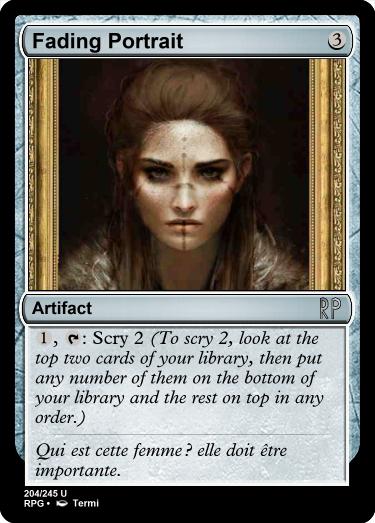 Fading Portrait 3
Artifact RP
1, : Scry 2 (To scry 2, look at the
top two cards of your library, then put
any number of them on the bottom of
your library and the rest on top in any
order.)
Qui est cette femme ? elle doit être
importante.
204/245 U
RPG • Termi